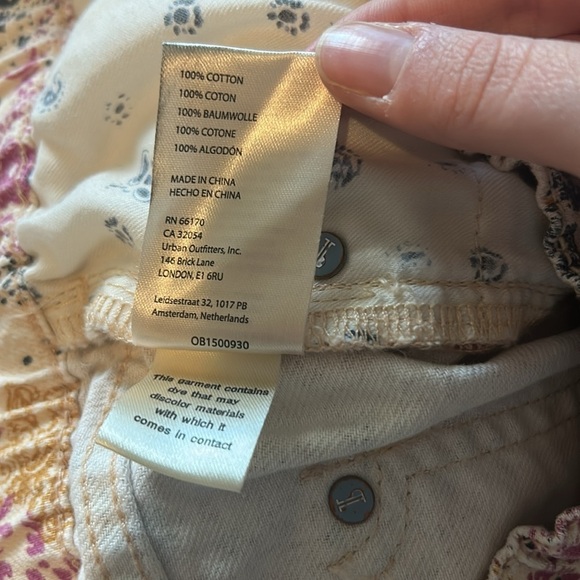 100% COTTON
100% COTON
100% BAUMWOLLE
100% COTONE
100% ALGODÓN
MADE IN CHINA
HECHO EN CHINA
RN 66170
CA 32054
Urban Outfitters, Inc.
146 Brick Lane
LONDON, E1 6RU
Leidsestraat 32, 1017 PB
Amsterdam, Netherlands
OB1500930
This garment contains
dye that may
discolor materials
with which it
comes in contact